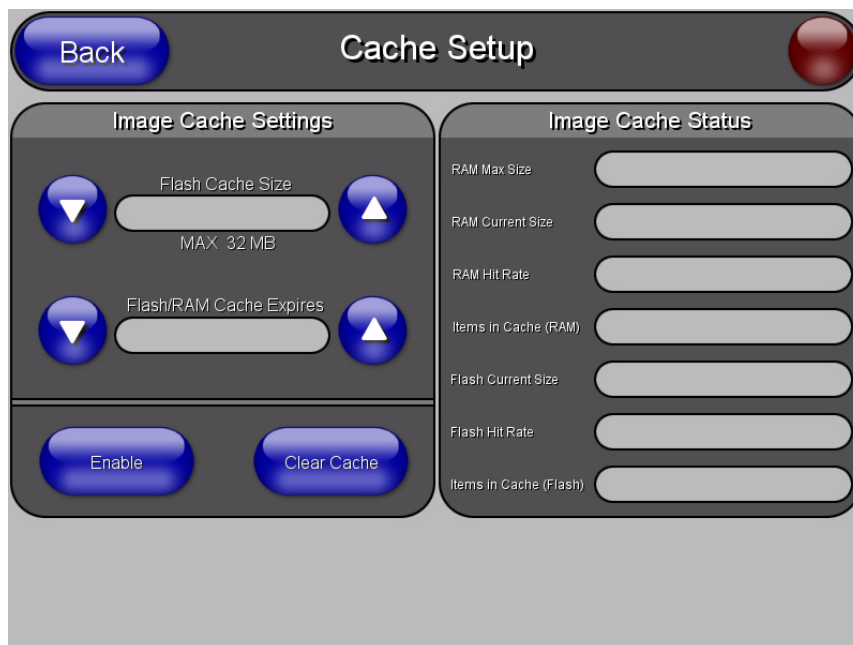 Back
Cache Setup
Image Cache Settings
Flash Cache Size
MAX 32 MB
Flash/RAM Cache Expires
Enable
Clear Cache
Image Cache Status
RAM Max Size
RAM Current Size
RAM Hit Rate
Items in Cache (RAM)
Flash Current Size
Flash Hit Rate
Items in Cache (Flash)